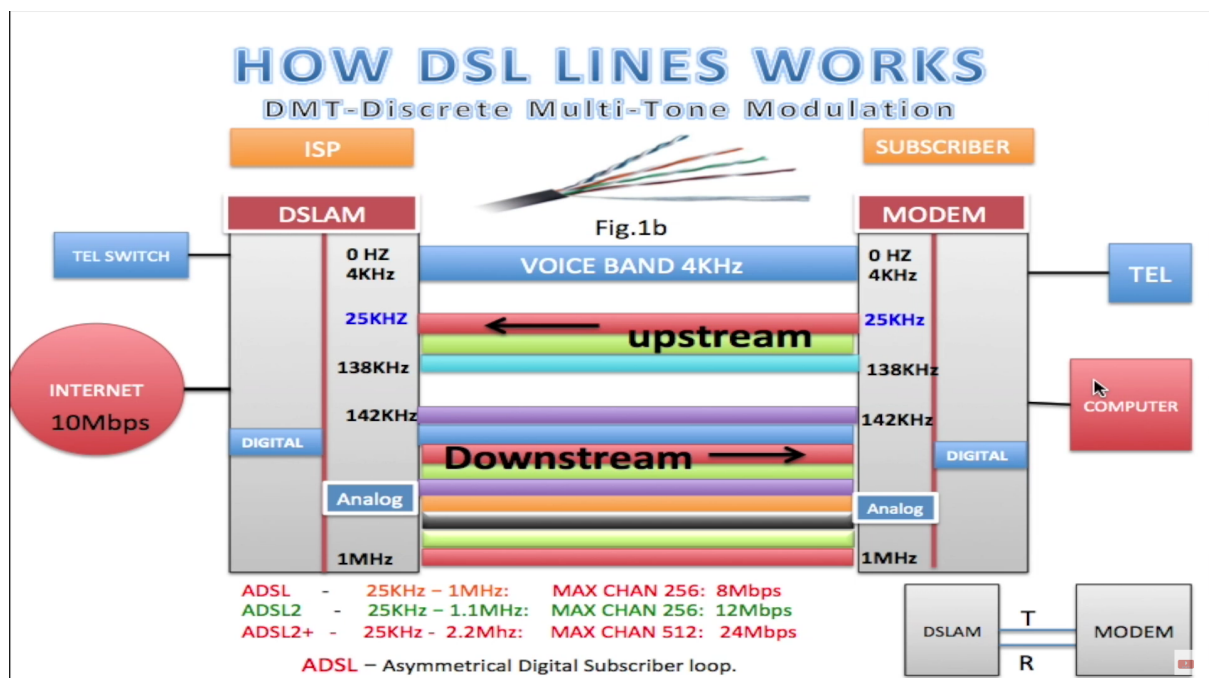 HOW DSL LINES WORKS
DMT-Discrete Multi-Tone Modulation
ISP
SUBSCRIBER
DSLAM
MODEM
Fig.1b
TEL SWITCH
0 HZ
4KHz
VOICE BAND 4KHz
0 HZ
4KHz
TEL
25KHZ
upstream
25KHz
138KHz
138KHz
INTERNET
10Mbps
COMPUTER
142KHz
142KHz
DIGITAL
Downstream
DIGITAL
Analog
Analog
1MHz
1MHz
ADSL - 25KHz – 1MHz: MAX CHAN 256: 8Mbps
ADSL2 - 25KHz – 1.1MHz: MAX CHAN 256: 12Mbps
ADSL2+ - 25KHz - 2.2Mhz: MAX CHAN 512: 24Mbps
ADSL – Asymmetrical Digital Subscriber loop.
DSLAM
T
R
MODEM